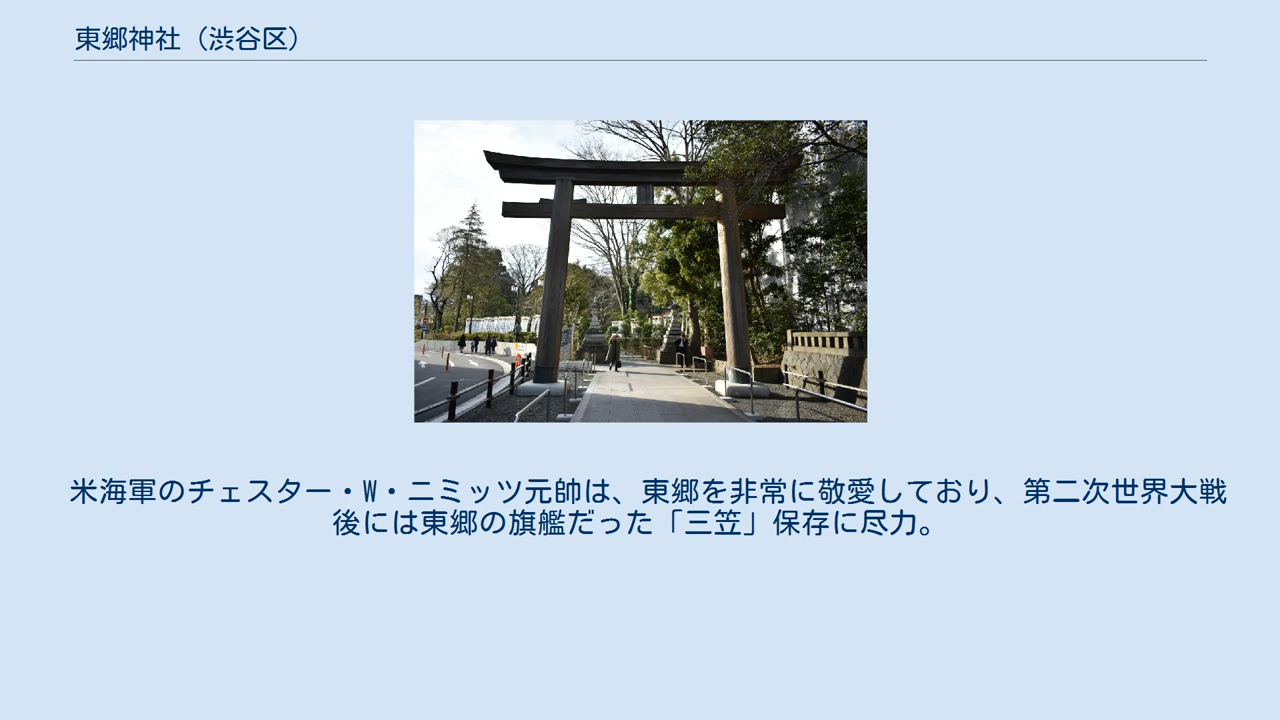 東郷神社（渋谷区）
米海軍のチェスター・W・ニミッツ元帥は、東郷を非常に敬愛しており、第二次世界大戦
後には東郷の旗艦だった「三笠」保存に尽力。